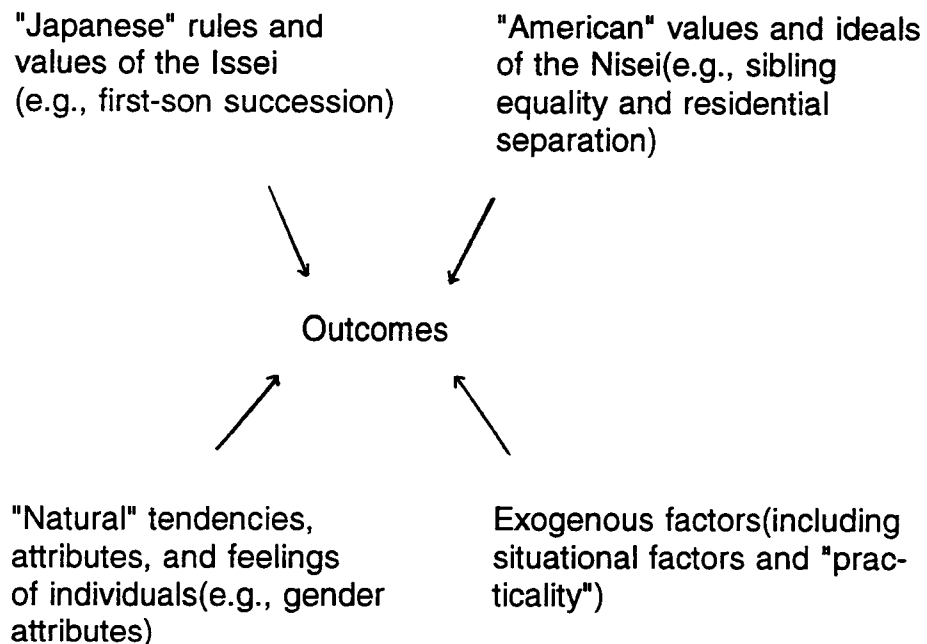 "Japanese" rules and
values of the Issei
(e.g., first-son succession)
"American" values and ideals
of the Nisei(e.g., sibling
equality and residential
separation)
Outcomes
"Natural" tendencies,
attributes, and feelings
of individuals(e.g., gender
attributes)
Exogenous factors(including
situational factors and "prac-
ticality")